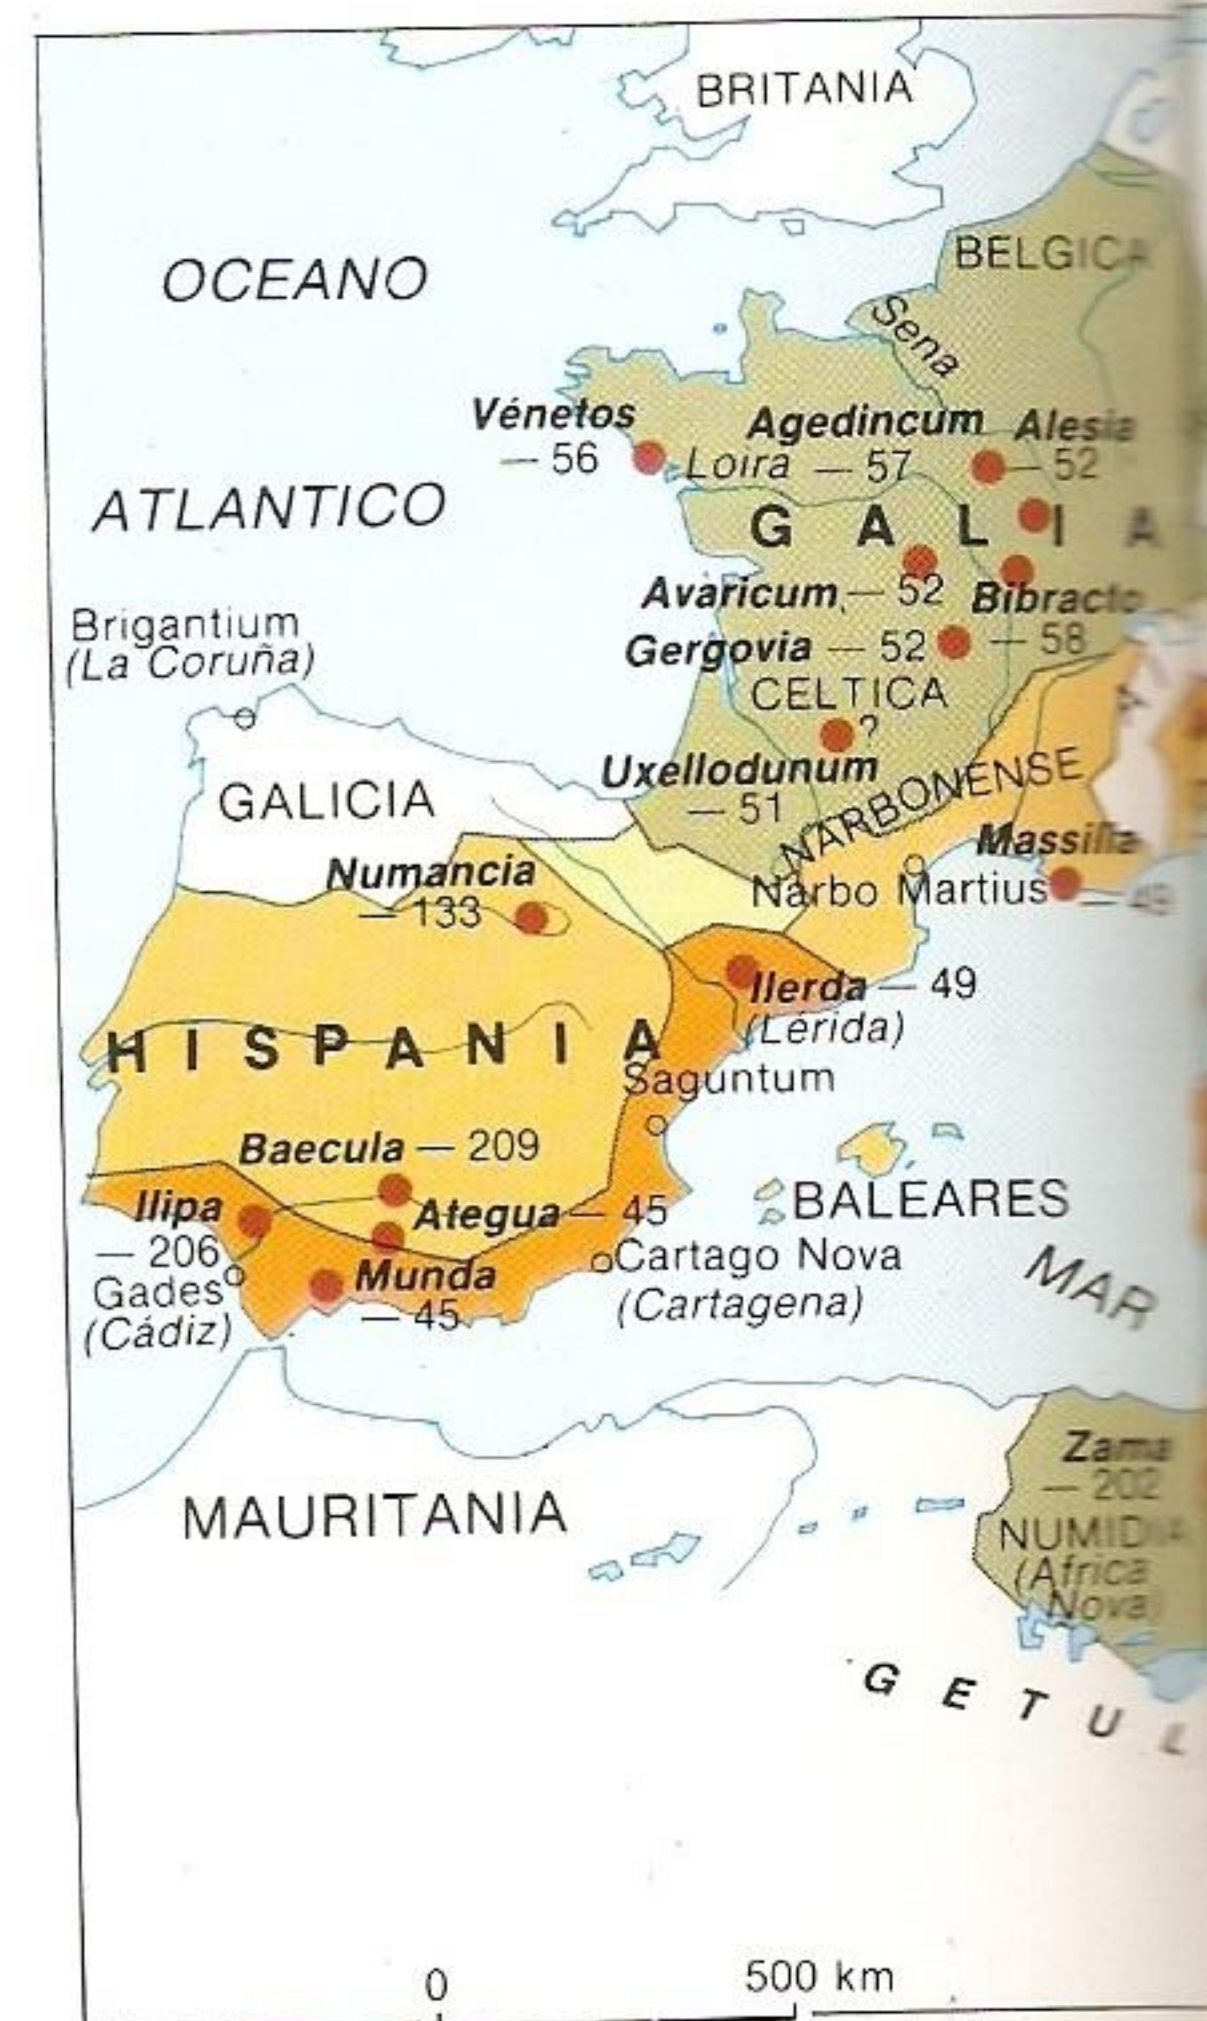 BRITANIA
OCEANO
BELGICA
Sena
Vénetos
— 56
Agedincum
Alesia
Loira — 57
— 52
ATLANTICO
G A L I A
Avaricum — 52
Bibracto
— 58
Brigantium
(La Coruña)
Gergovia — 52
CELTICA
?
Uxellodunum
— 51
GALICIA
NARBONENSE
Massilia
— 49
Narbo Martius
Numancia
— 133
Ilerda — 49
(Lérida)
HISPANIA
Saguntum
Baecula — 209
Ilipa
— 206
Ategua — 45
BALÉARES
Cartago Nova
(Cartagena)
Gades
(Cádiz)
Munda
— 45
MAR
Zama
— 202
NUMIDIA
(Africa
Nova)
MAURITANIA
G E T U L
0
500 km